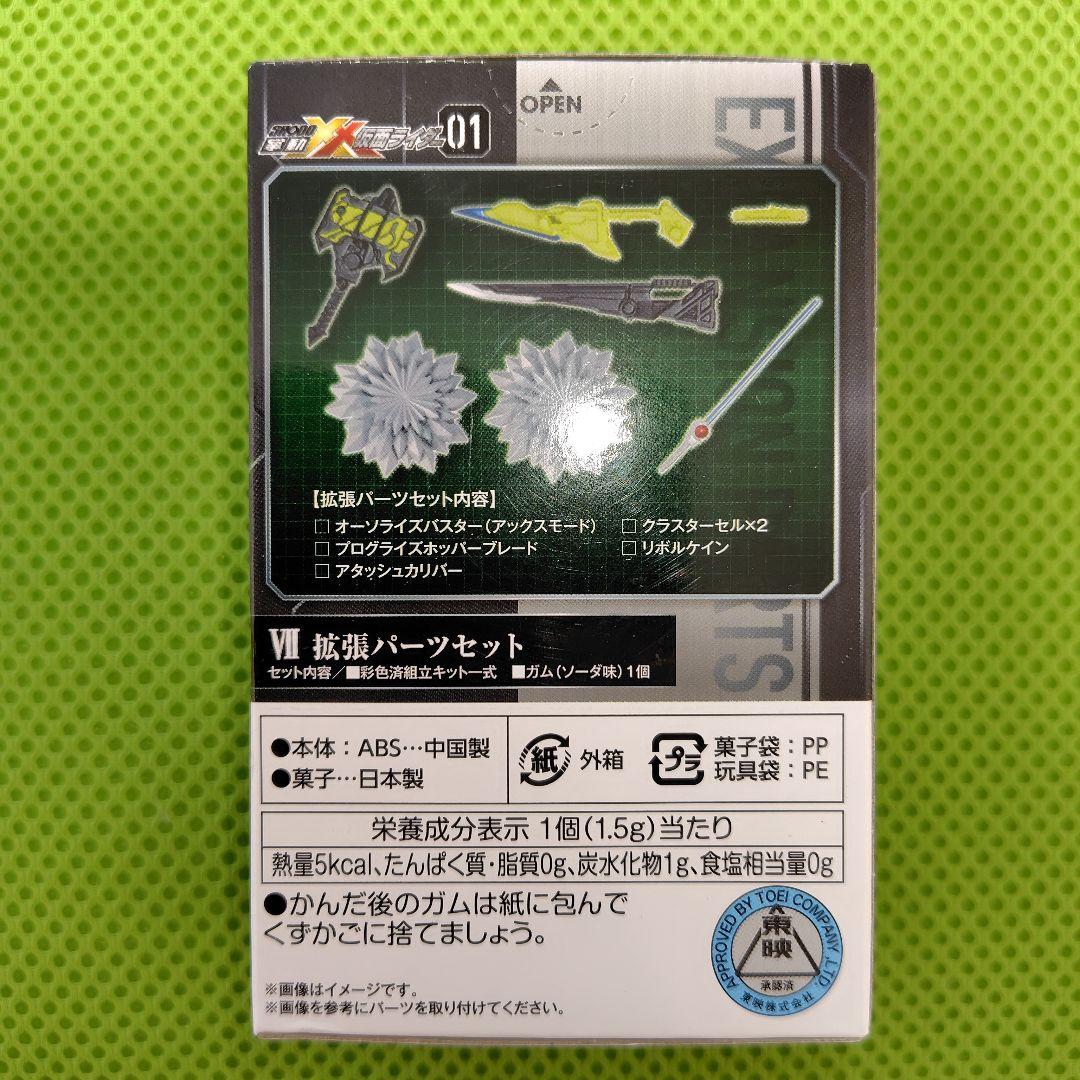 OPEN
SHODO
掌動 XX 仮面ライダー 01
EXPANSION PARTS
【拡張パーツセット内容】
□ オーソライズバスター（アックスモード） □ クラスターセル×2
□ プログライズホッパーブレード □ リボルケイン
□ アタッシュカリバー
Ⅶ 拡張パーツセット
セット内容／■彩色済組立キット一式 ■ガム（ソーダ味）1個
●本体：ABS…中国製
●菓子…日本製
紙 外箱
プラ 菓子袋：PP
玩具袋：PE
栄養成分表示 1個（1.5g）当たり
熱量5kcal、たんぱく質・脂質0g、炭水化物1g、食塩相当量0g
●かんだ後のガムは紙に包んで
くずかごに捨てましょう。
APPROVED BY TOEI COMPANY, LTD.
東映
承認済
東映株式会社
※画像はイメージです。
※画像を参考にパーツを取り付けてください。